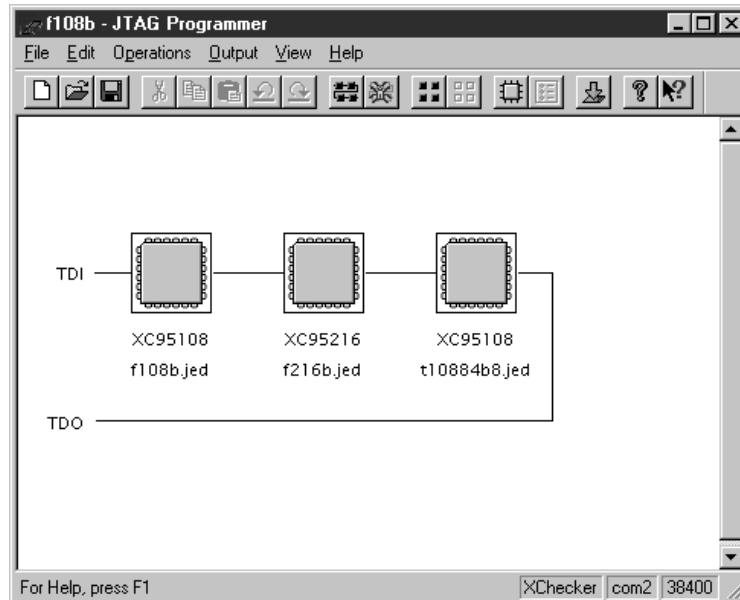 f108b - JTAG Programmer
File Edit Operations Output View Help
TDI
XC95108 XC95216 XC95108
f108b.jed f216b.jed t10884b8.jed
TDO
For Help, press F1 XChecker com2 38400